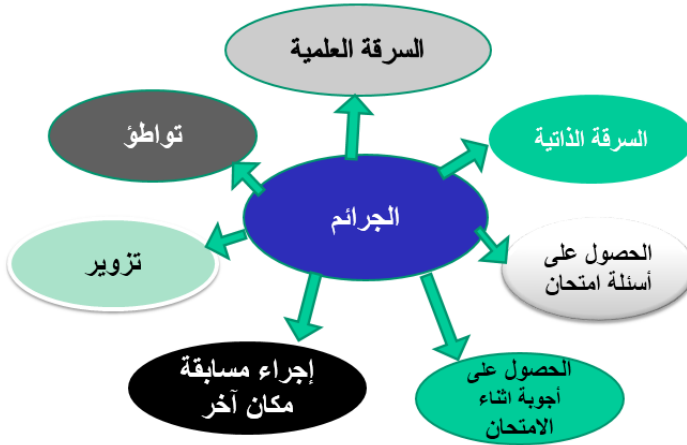 السرقة العلمية
السرقة الذاتية
تواطؤ
الجرائم
الحصول على
أسئلة امتحان
تزوير
إجراء مسابقة
مكان آخر
الحصول على
أجوبة اثناء
الامتحان